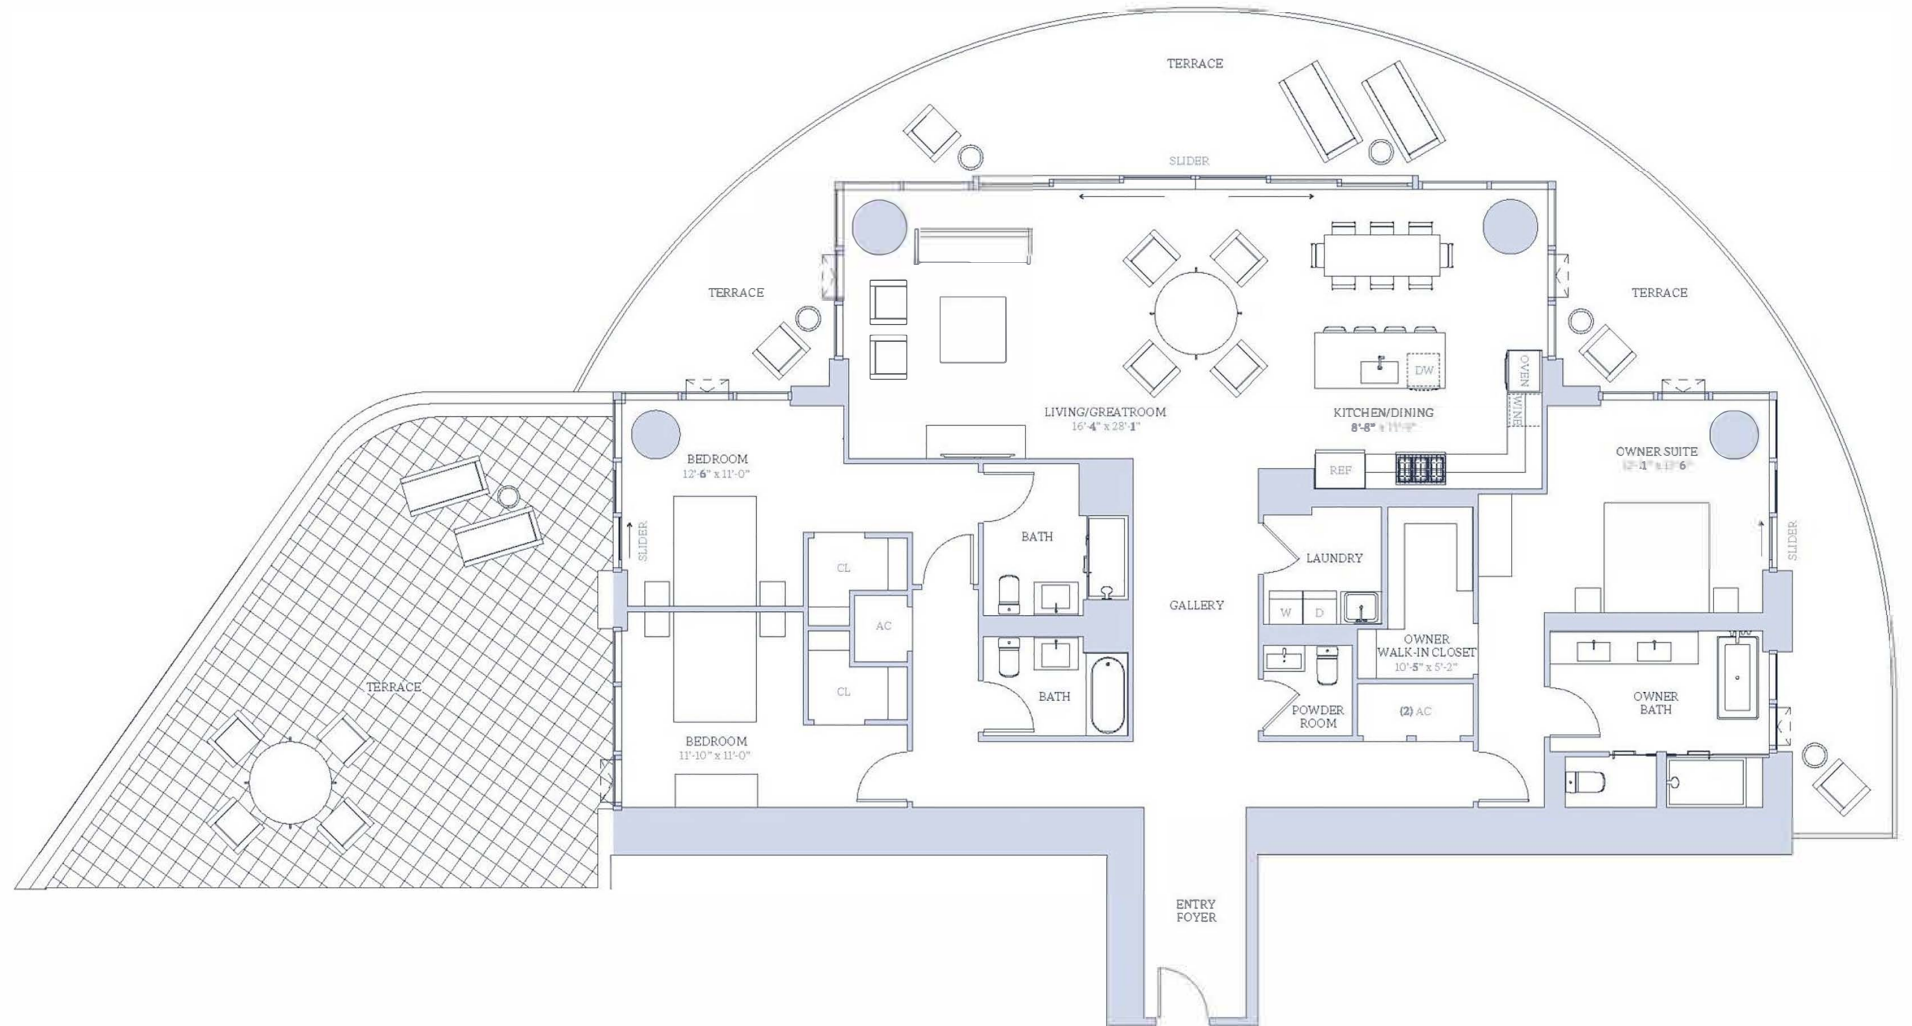 TERRACE
SLIDER
TERRACE
TERRACE
OVEN
DW
WINE
LIVING/GREATROOM
16'-4" x 28'-1"
KITCHEN/DINING
8'-8" x
REF
BEDROOM
12'-6" x 11'-0"
OWNER SUITE
SLIDER
SLIDER
BATH
LAUNDRY
CL
GALLERY
W
D
AC
OWNER
WALK-IN CLOSET
10'-5" x 5'-2"
TERRACE
CL
BATH
POWDER
ROOM
(2) AC
OWNER
BATH
BEDROOM
11'-10" x 11'-0"
ENTRY
FOYER